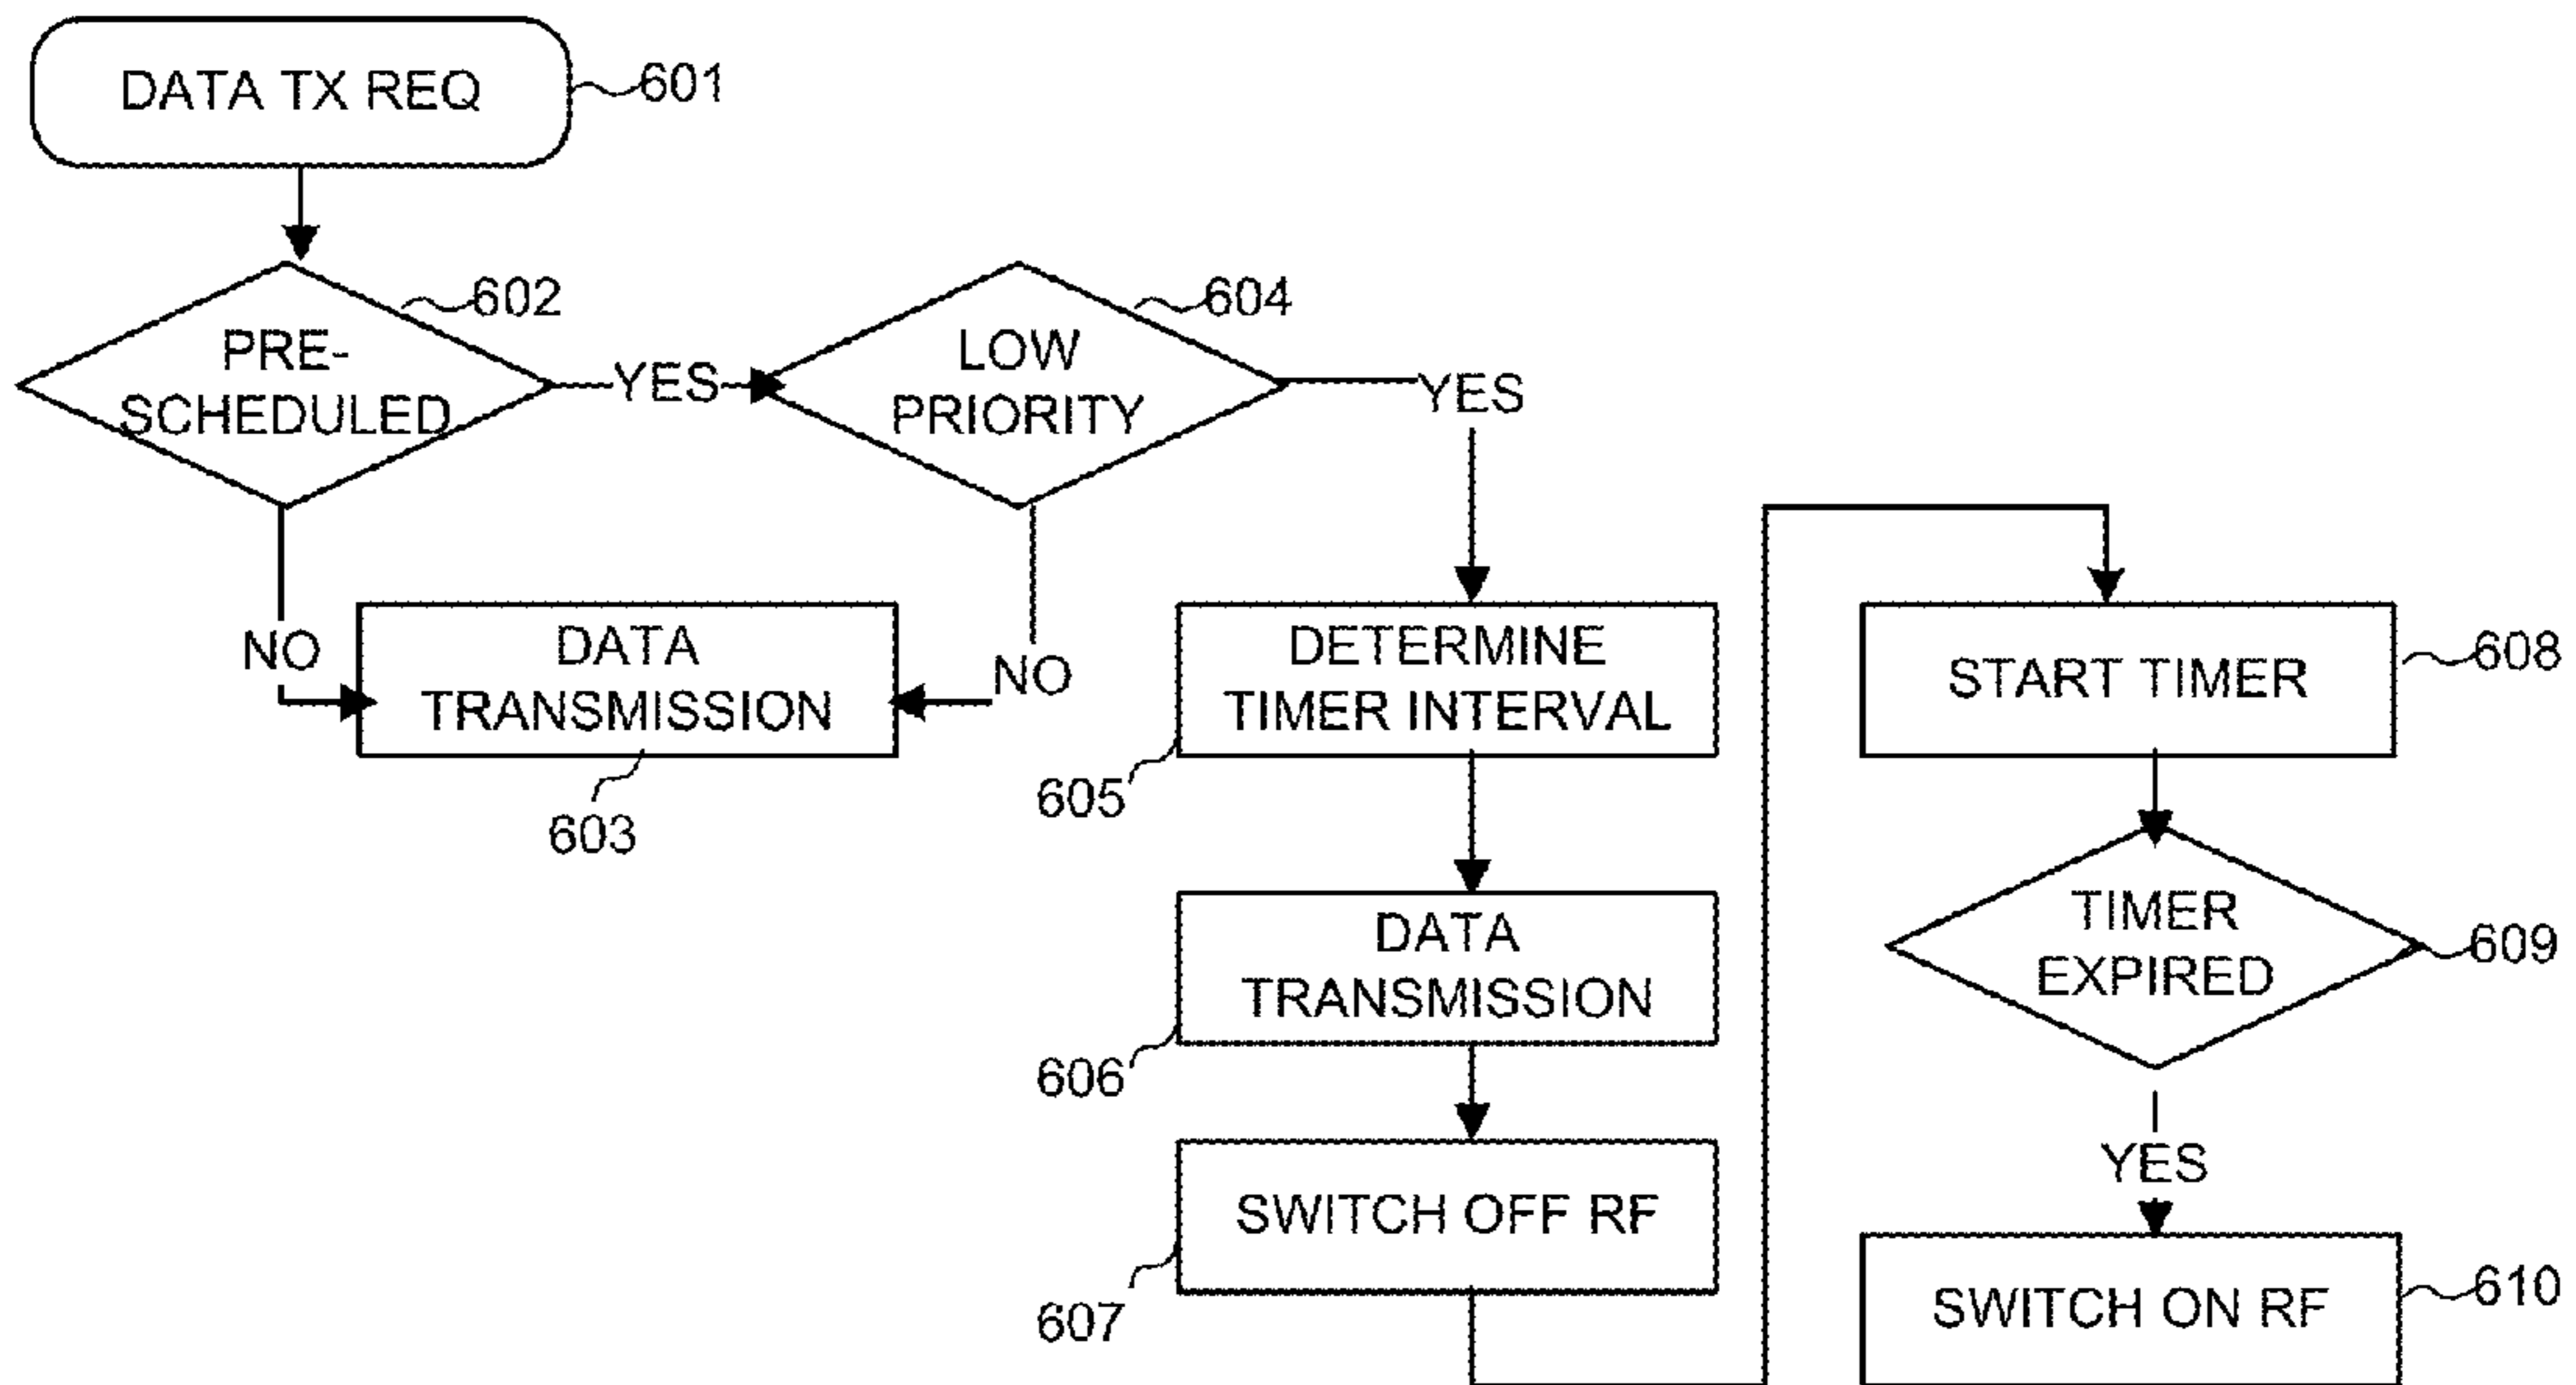 DATA TX REQ
601
PRE-
SCHEDULED
602
YES
LOW
PRIORITY
604
YES
NO
DATA
TRANSMISSION
603
NO
DETERMINE
TIMER INTERVAL
605
DATA
TRANSMISSION
606
SWITCH OFF RF
607
START TIMER
608
TIMER
EXPIRED
609
YES
SWITCH ON RF
610